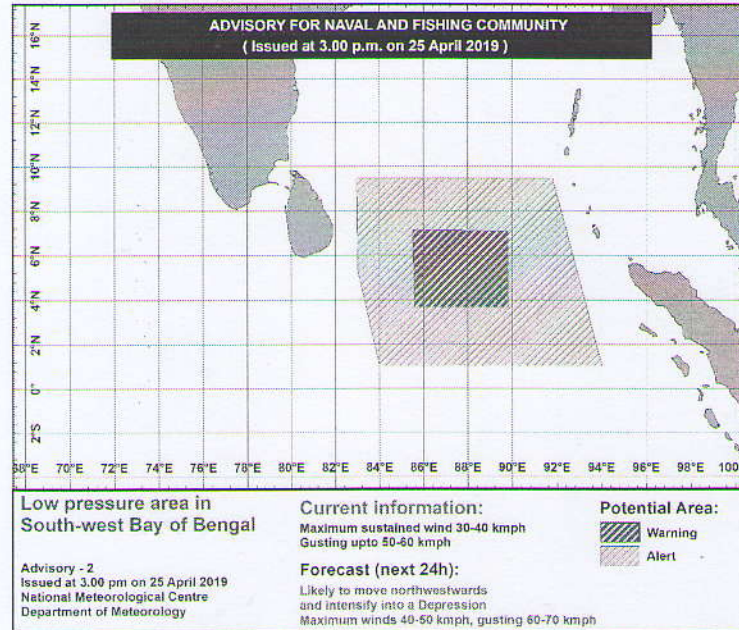 ADVISORY FOR NAVAL AND FISHING COMMUNITY
( Issued at 3.00 p.m. on 25 April 2019 )
16°N
14°N
12°N
10°N
8°N
6°N
4°N
2°N
0°
2°S
68°E 70°E 72°E 74°E 76°E 78°E 80°E 82°E 84°E 86°E 88°E 90°E 92°E 94°E 96°E 98°E 100
Low pressure area in
South-west Bay of Bengal
Advisory - 2
Issued at 3.00 pm on 25 April 2019
National Meteorological Centre
Department of Meteorology
Current information:
Maximum sustained wind 30-40 kmph
Gusting upto 50-60 kmph
Forecast (next 24h):
Likely to move northwestwards
and intensify into a Depression
Maximum winds 40-50 kmph, gusting 60-70 kmph
Potential Area:
Warning
Alert